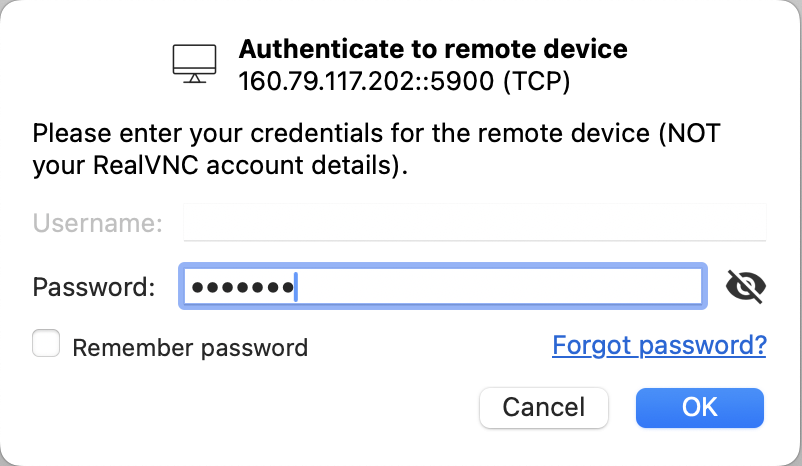 Authenticate to remote device
160.79.117.202::5900 (TCP)
Please enter your credentials for the remote device (NOT
your RealVNC account details).
Username:
Password: •••••••
Remember password
Forgot password?
Cancel
OK